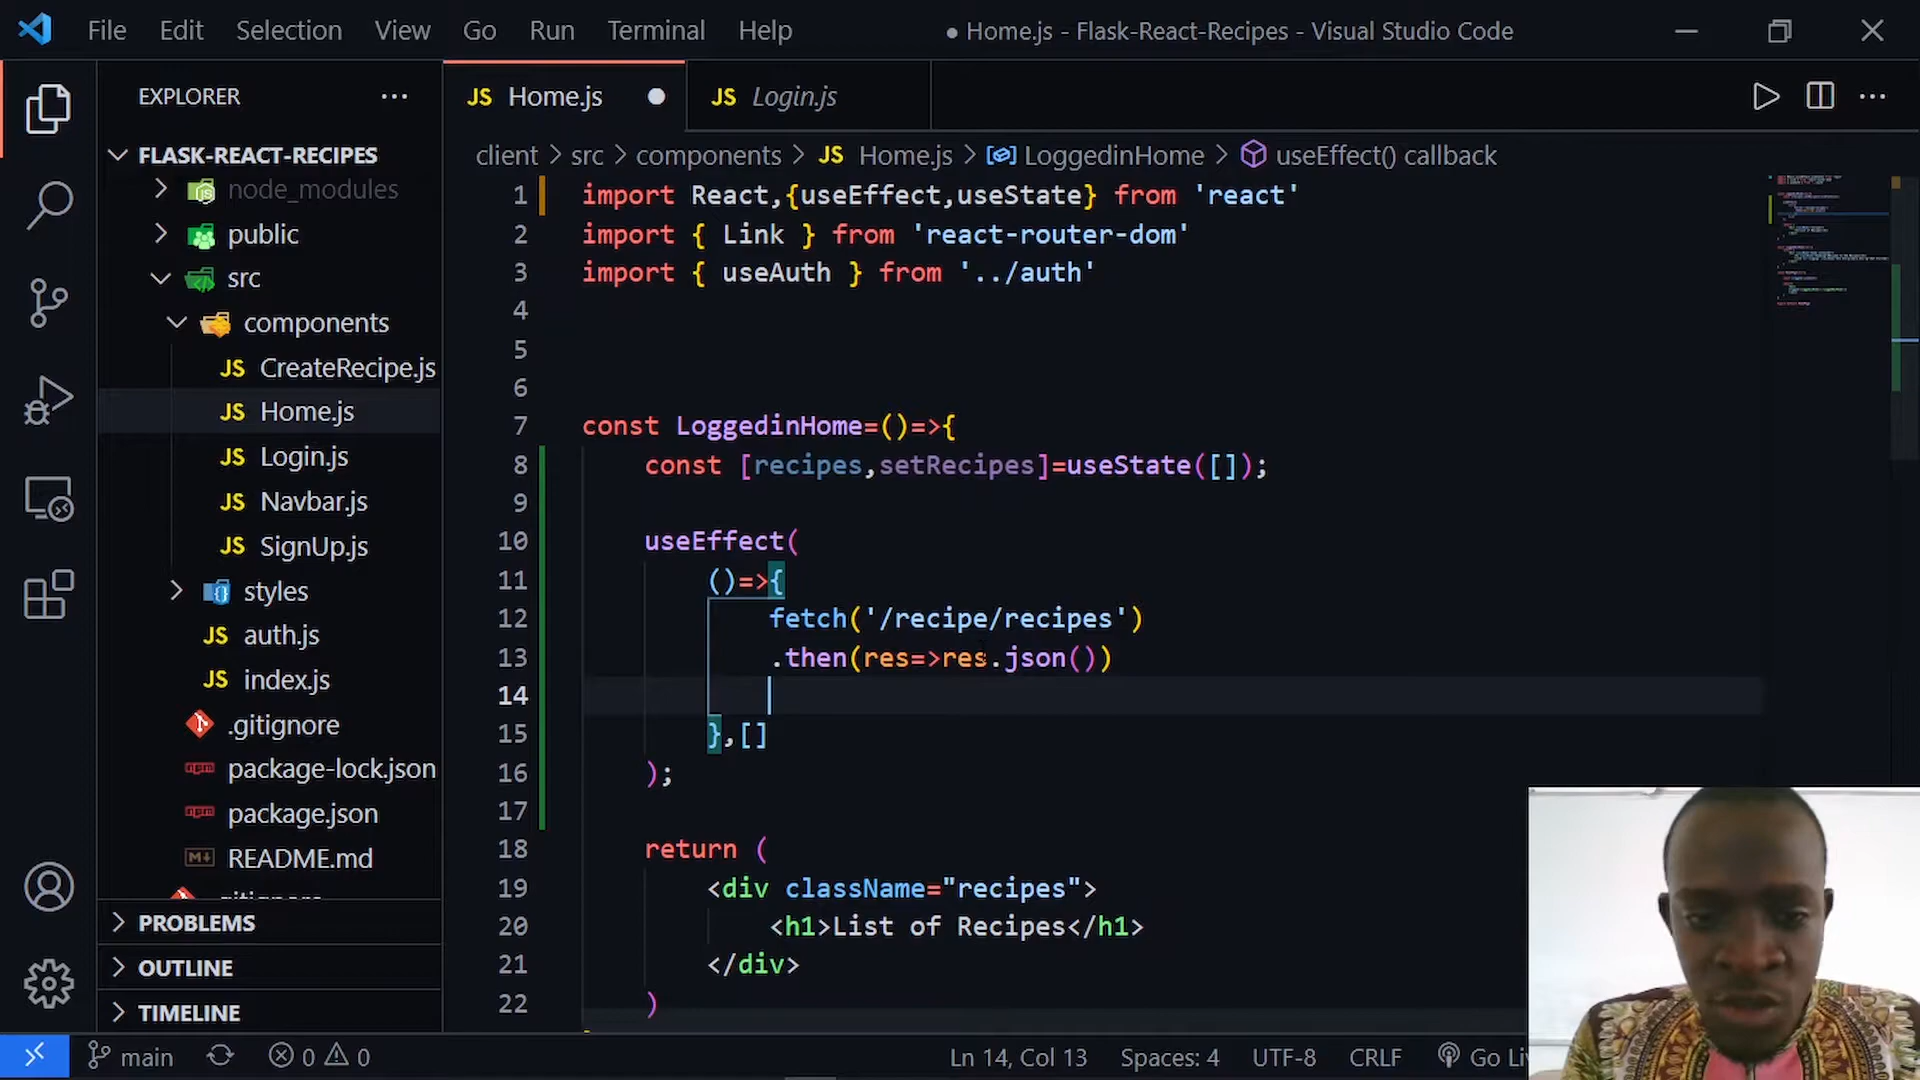 File Edit Selection View Go Run Terminal Help
● Home.js - Flask-React-Recipes - Visual Studio Code
EXPLORER
FLASK-REACT-RECIPES
node_modules
public
src
components
JS CreateRecipe.js
JS Home.js
JS Login.js
JS Navbar.js
JS SignUp.js
styles
JS auth.js
JS index.js
.gitignore
npm package-lock.json
npm package.json
README.md
PROBLEMS
OUTLINE
TIMELINE
JS Home.js
JS Login.js
client > src > components > JS Home.js > LoggedinHome > useEffect() callback
1 import React,{useEffect,useState} from 'react'
2 import { Link } from 'react-router-dom'
3 import { useAuth } from '../auth'
4
5
6
7 const LoggedinHome=()=>{
8 const [recipes,setRecipes]=useState([]);
9
10 useEffect(
11 ()=>{
12 fetch('/recipe/recipes')
13 .then(res=>res.json())
14
15 },[]
16 );
17
18 return (
19 <div className="recipes">
20 <h1>List of Recipes</h1>
21 </div>
22 )
main 0 0
Ln 14, Col 13 Spaces: 4 UTF-8 CRLF Go